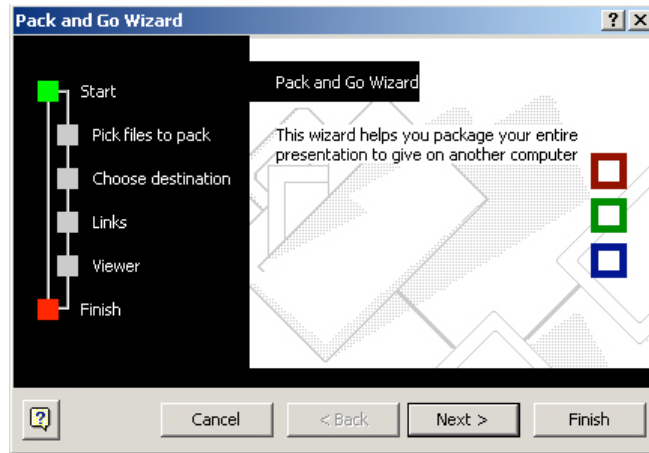 Pack and Go Wizard
Start
Pick files to pack
Choose destination
Links
Viewer
Finish
Pack and Go Wizard
This wizard helps you package your entire
presentation to give on another computer
Cancel
< Back
Next >
Finish